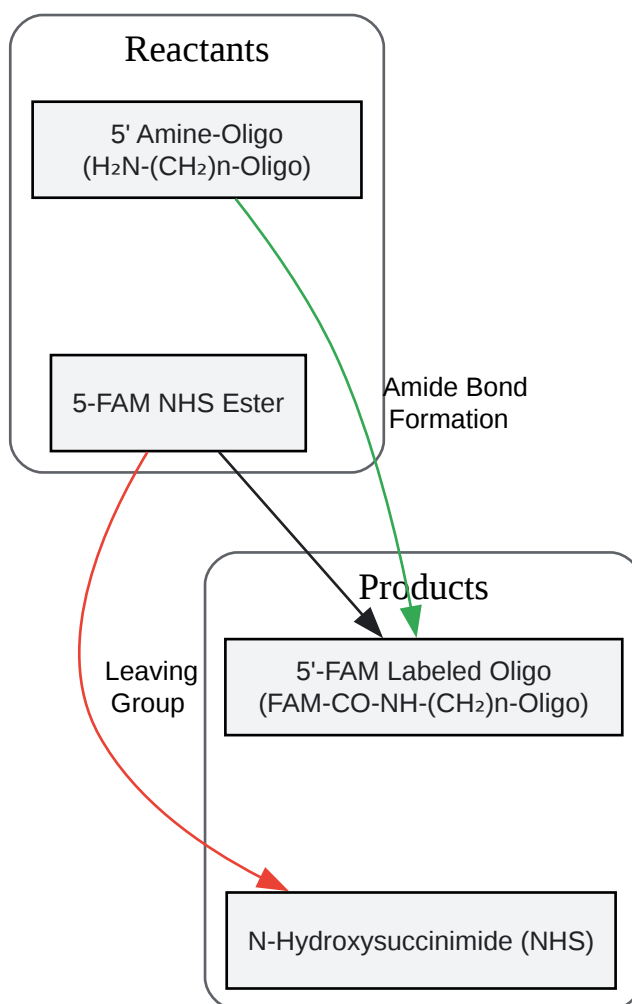 Reactants
5' Amine-Oligo
(H₂N-(CH₂)n-Oligo)
5-FAM NHS Ester
Amide Bond
Formation
Products
5'-FAM Labeled Oligo
(FAM-CO-NH-(CH₂)n-Oligo)
Leaving
Group
N-Hydroxysuccinimide (NHS)